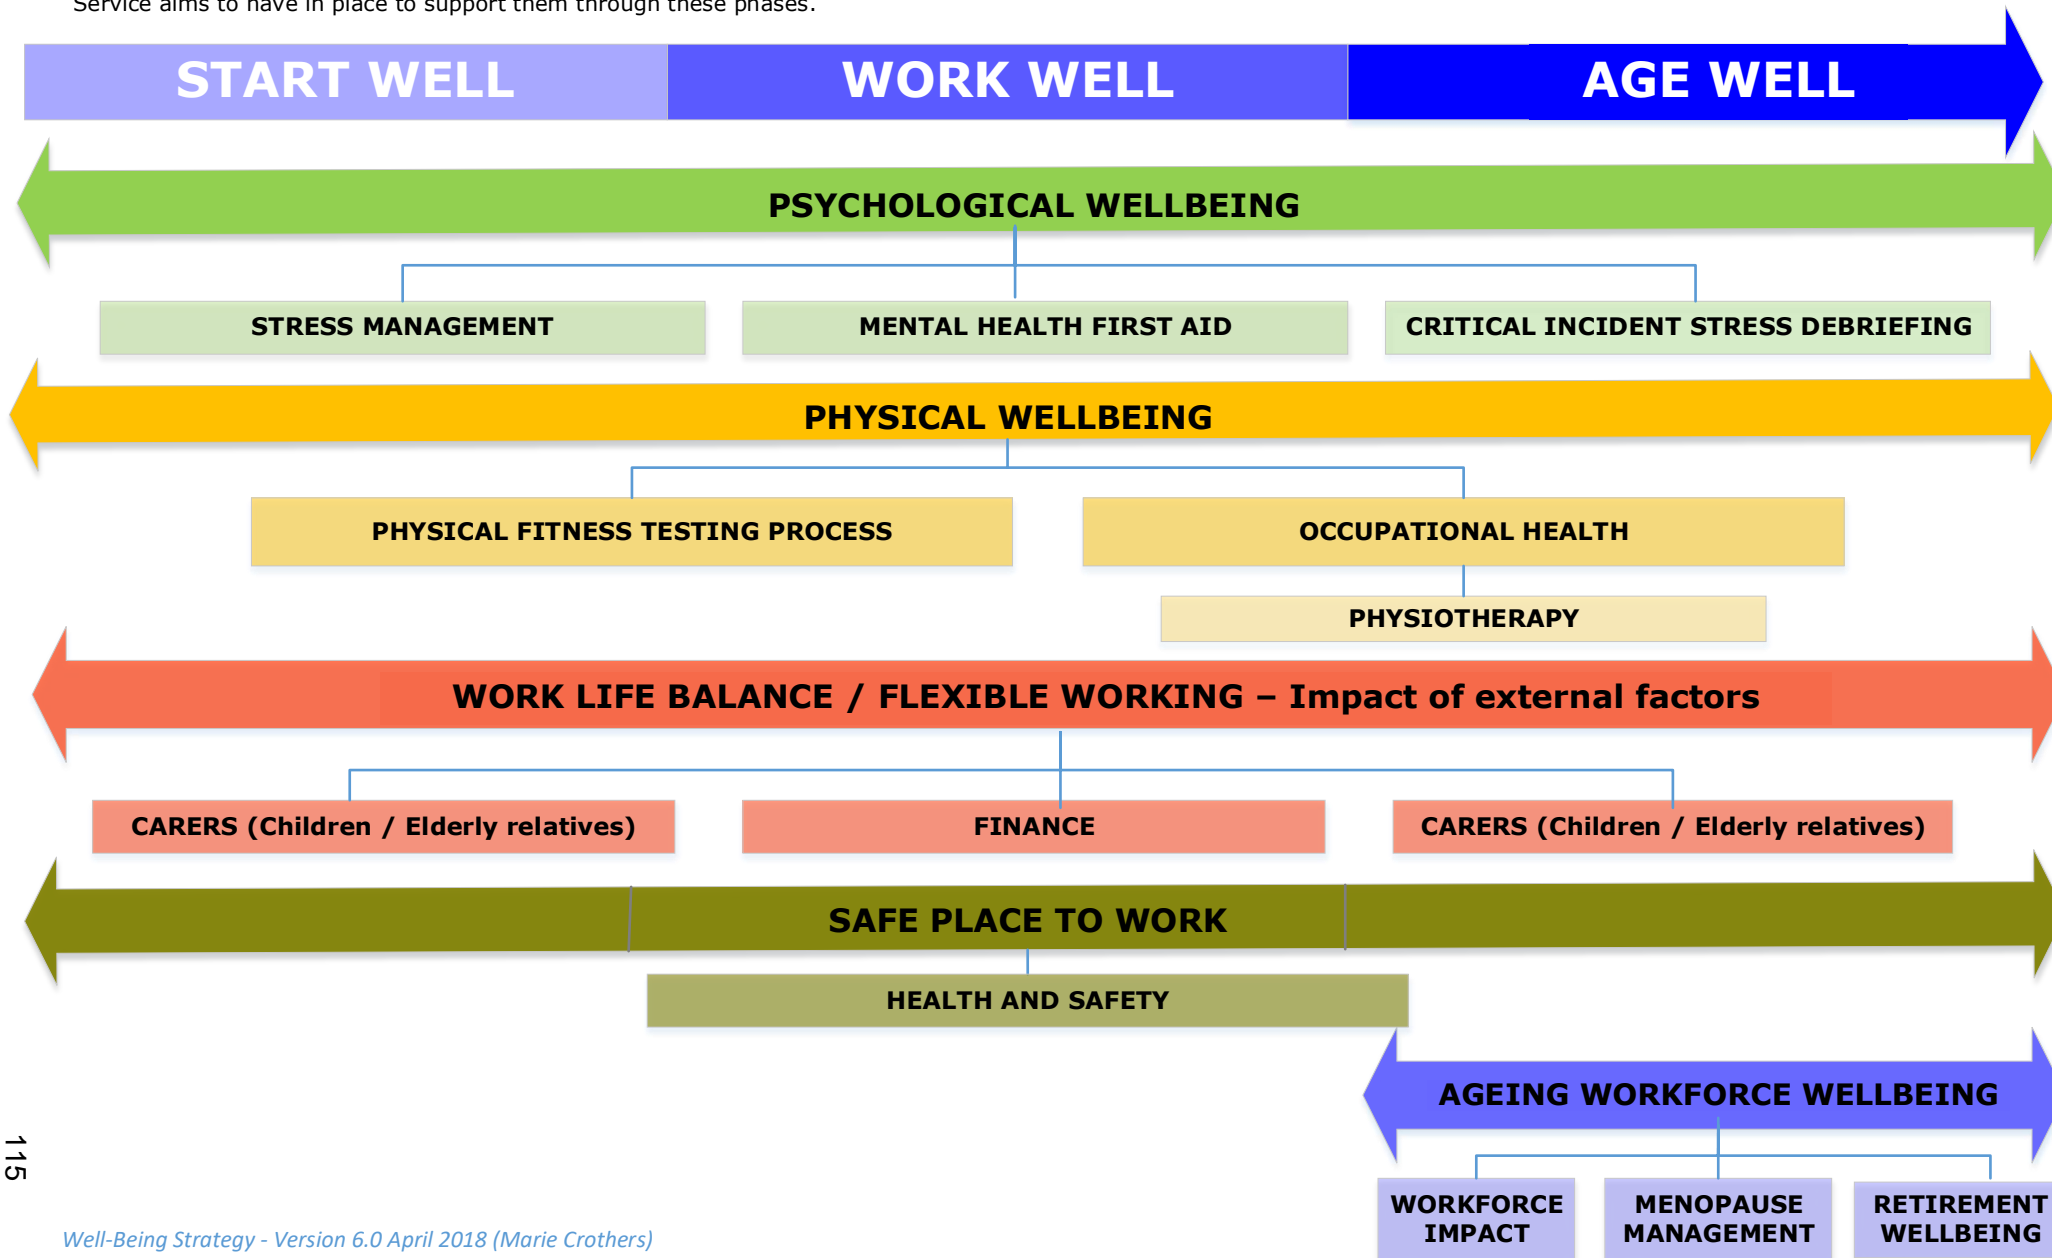 Service aims to have in place to support them through these phases.
START WELL
WORK WELL
AGE WELL
PSYCHOLOGICAL WELLBEING
STRESS MANAGEMENT
MENTAL HEALTH FIRST AID
CRITICAL INCIDENT STRESS DEBRIEFING
PHYSICAL WELLBEING
PHYSICAL FITNESS TESTING PROCESS
OCCUPATIONAL HEALTH
PHYSIOTHERAPY
WORK LIFE BALANCE / FLEXIBLE WORKING – Impact of external factors
CARERS (Children / Elderly relatives)
FINANCE
CARERS (Children / Elderly relatives)
SAFE PLACE TO WORK
HEALTH AND SAFETY
AGEING WORKFORCE WELLBEING
WORKFORCE
IMPACT
MENOPAUSE
MANAGEMENT
RETIREMENT
WELLBEING
115
Well-Being Strategy - Version 6.0 April 2018 (Marie Crothers)